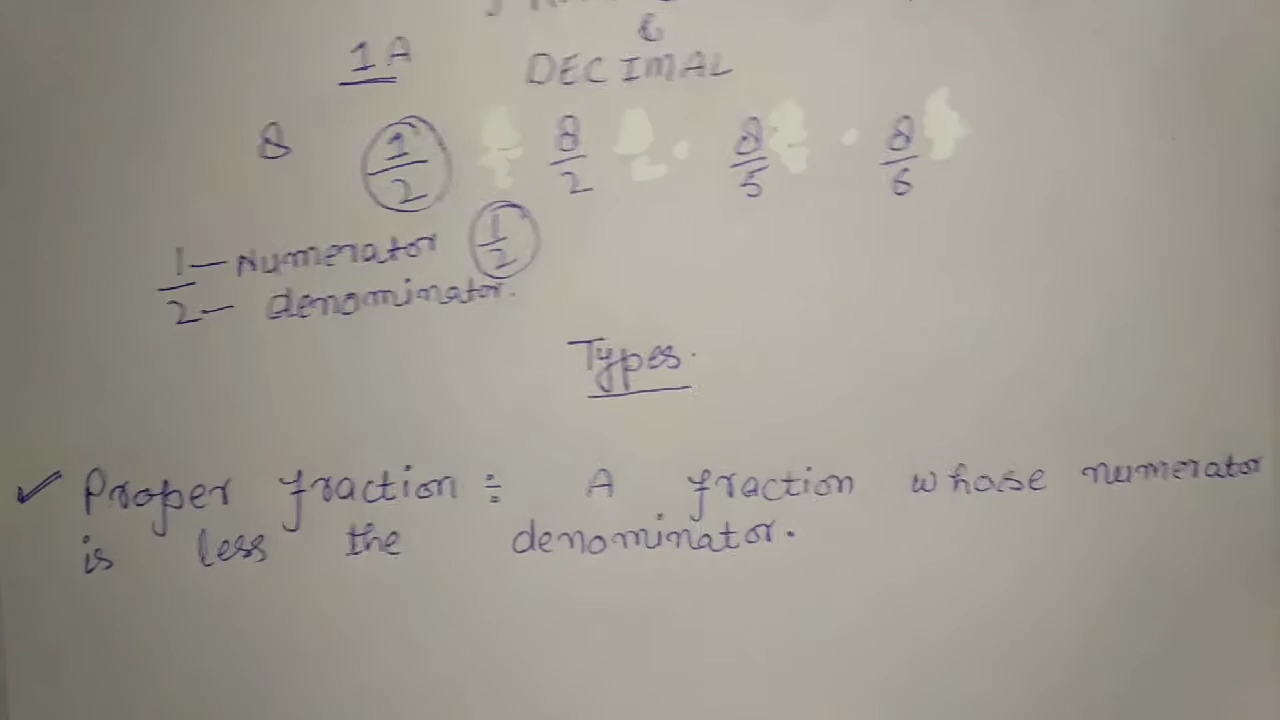 1A
DECIMAL
8 1/2 8/2 8/5 8/6
1 — Numerator 1/2
2 — denominator.
Types.
✓ Proper fraction ÷ A fraction whose numerator
is less the denominator.